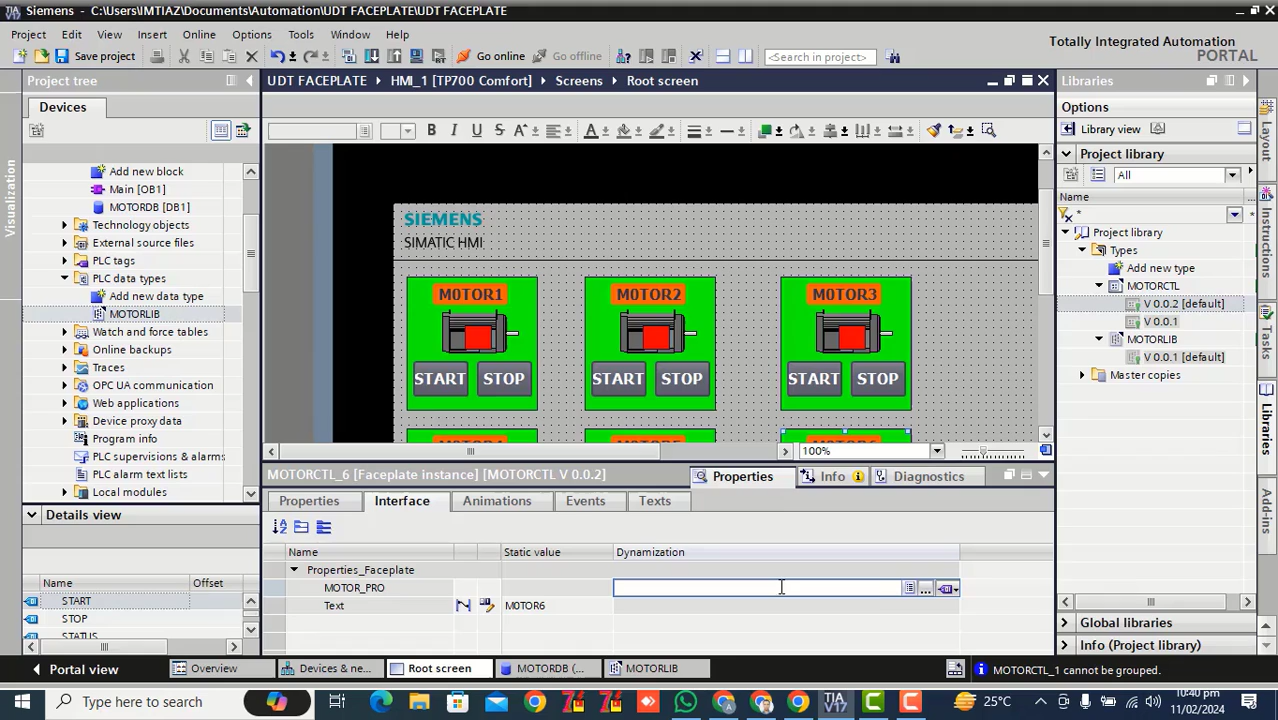 Siemens - C:\Users\IMTIAZ\Documents\Automation\UDT FACEPLATE\UDT FACEPLATE
TIA V17
Project Edit View Insert Online Options Tools Window Help
Totally Integrated Automation
PORTAL
Save project
Go online
Go offline
<Search in project>
Project tree
UDT FACEPLATE
HMI_1 [TP700 Comfort]
Screens
Root screen
Libraries
Devices
Options
Library view
Project library
All
Name
*
Project library
Types
Add new type
MOTORCTL
V 0.0.2 [default]
V 0.0.1
MOTORLIB
V 0.0.1 [default]
Master copies
Global libraries
Info (Project library)
Layout
Instructions
Tasks
Libraries
Add-ins
Visualization
Add new block
Main [OB1]
MOTORDB [DB1]
Technology objects
External source files
PLC tags
PLC data types
Add new data type
MOTORLIB
Watch and force tables
Online backups
Traces
OPC UA communication
Web applications
Device proxy data
Program info
PLC supervisions & alarms
PLC alarm text lists
Local modules
Details view
Name Offset
START
STOP
STATUS
B I U S A A
SIEMENS
SIMATIC HMI
M0TOR1 M0TOR2 M0TOR3
START STOP START STOP START STOP
100%
MOTORCTL_6 [Faceplate instance] [MOTORCTL V 0.0.2]
Properties
Info
Diagnostics
Properties Interface Animations Events Texts
Name Static value Dynamization
Properties_Faceplate
MOTOR_PRO
Text M0TOR6
Portal view
Overview
Devices & ne...
Root screen
MOTORDB (...
MOTORLIB
MOTORCTL_1 cannot be grouped.
Type here to search
25°C
10:40 pm
11/02/2024